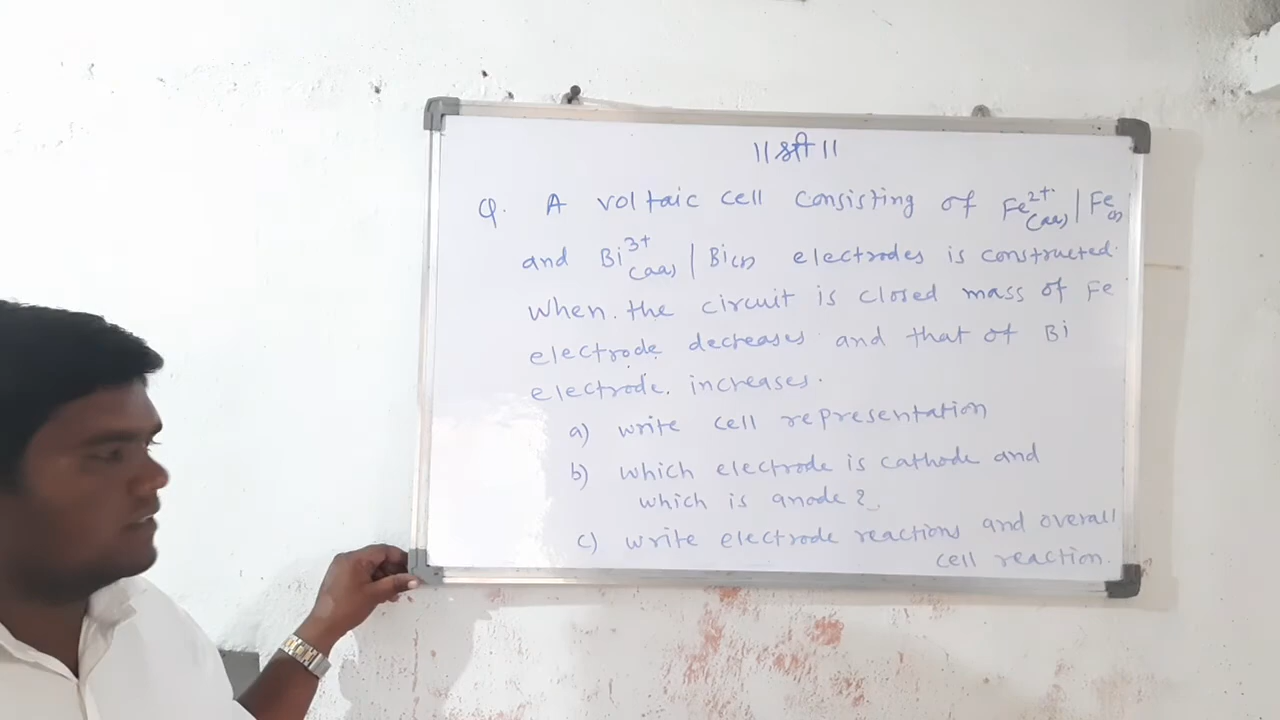 ||श्री||
Q. A voltaic cell consisting of Fe²⁺(aq) | Fe(s)
and Bi³⁺(aq) | Bi(s) electrodes is constructed.
When the circuit is closed mass of Fe
electrode decreases and that of Bi
electrode increases.
a) write cell representation
b) which electrode is cathode and
which is anode?
c) write electrode reactions and overall
cell reaction.